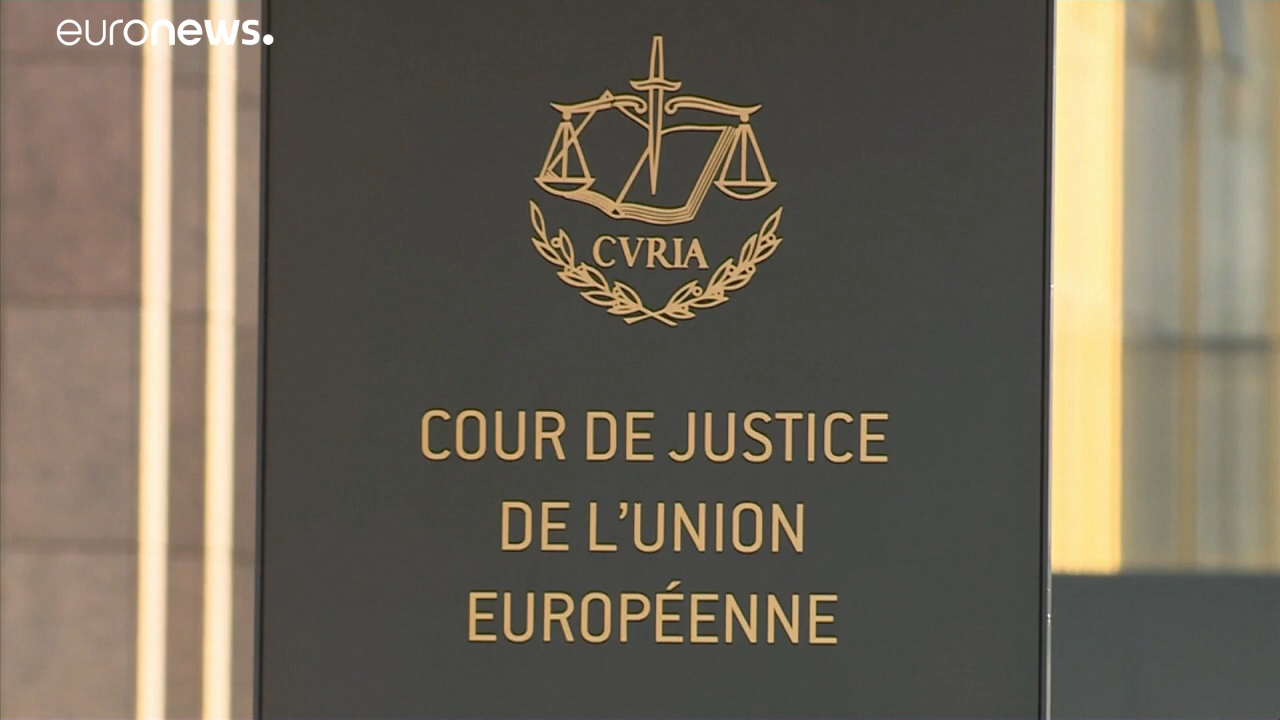 euronews.
CVRIA
COUR DE JUSTICE
DE L'UNION
EUROPÉENNE